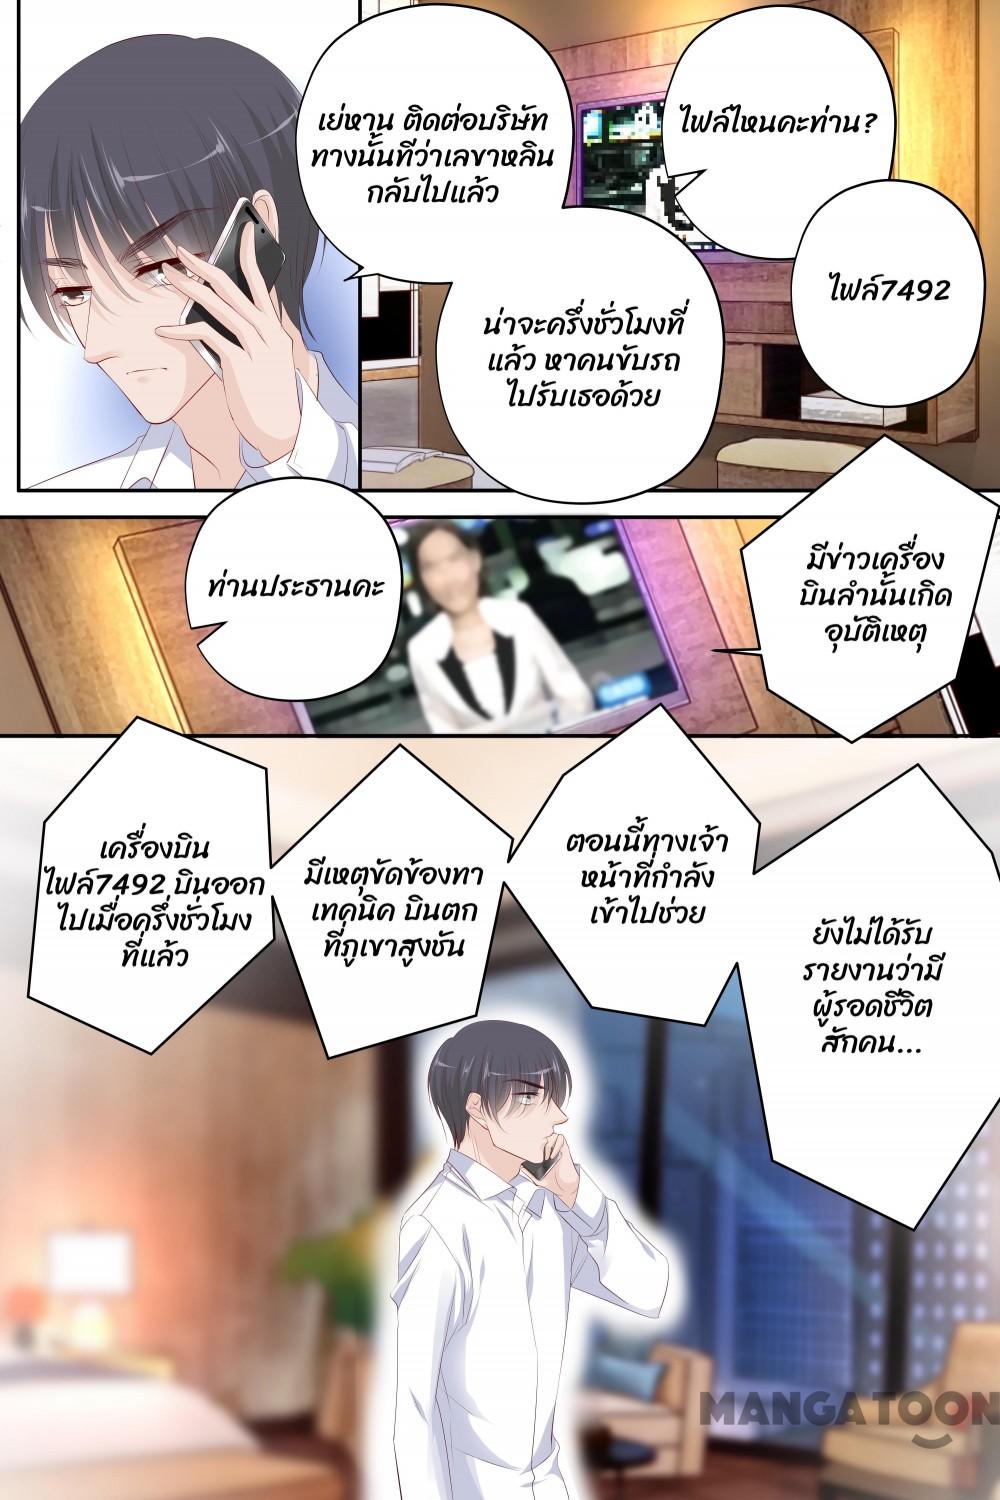 เย่หาน ติดต่อบริษัท
ทางนั้นทีว่าเลขาหลิน
กลับไปแล้ว
น่าจะครึ่งชั่วโมงที่
แล้ว หาคนขับรถ
ไปรับเธอด้วย
ไฟล์ไหนคะท่าน?
ไฟล์7492
ท่านประธานคะ
มีข่าวเครื่อง
บินลำนั้นเกิด
อุบัติเหตุ
เครื่องบิน
ไฟล์7492 บินออก
ไปเมื่อครึ่งชั่วโมง
ที่แล้ว
มีเหตุขัดข้องทา
เทคนิค บินตก
ที่ภูเขาสูงชัน
ตอนนี้ทางเจ้า
หน้าที่กำลัง
เข้าไปช่วย
ยังไม่ได้รับ
รายงานว่ามี
ผู้รอดชีวิต
สักคน...
MANGATOON